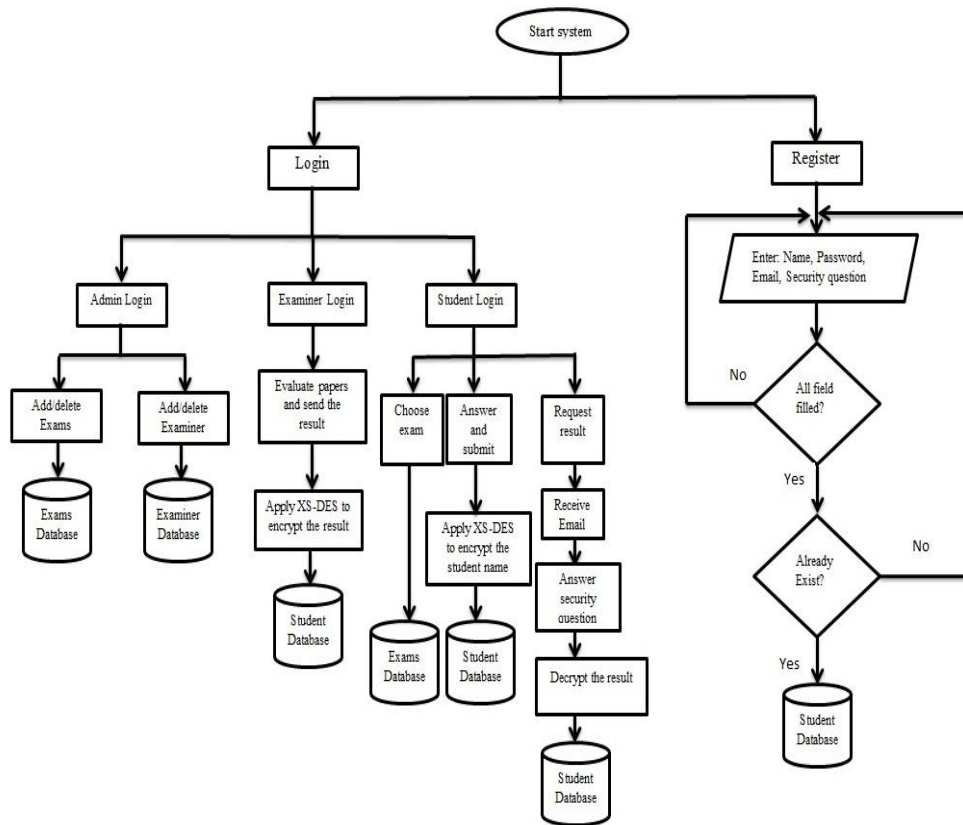 Start system
Login
Register
Enter: Name, Password,
Email, Security question
Admin Login
Examiner Login
Student Login
No
All field
filled?
Add/delete
Exams
Add/delete
Examiner
Evaluate papers
and send the
result
Choose
exam
Answer
and
submit
Request
result
Yes
Exams
Database
Examiner
Database
Apply XS-DES to
encrypt the result
Apply XS-DES
to encrypt the
student name
Receive
Email
No
Already
Exist?
Answer
security
question
Student
Database
Exams
Database
Student
Database
Decrypt the result
Yes
Student
Database
Student
Database